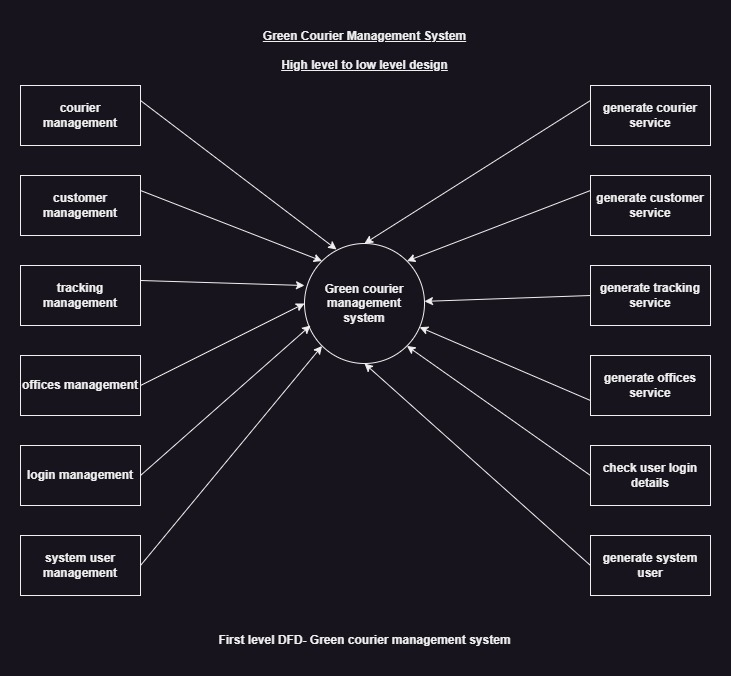 Green Courier Management System
High level to low level design
courier
management
customer
management
tracking
management
offices management
login management
system user
management
Green courier
management
system
generate courier
service
generate customer
service
generate tracking
service
generate offices
service
check user login
details
generate system
user
First level DFD- Green courier management system